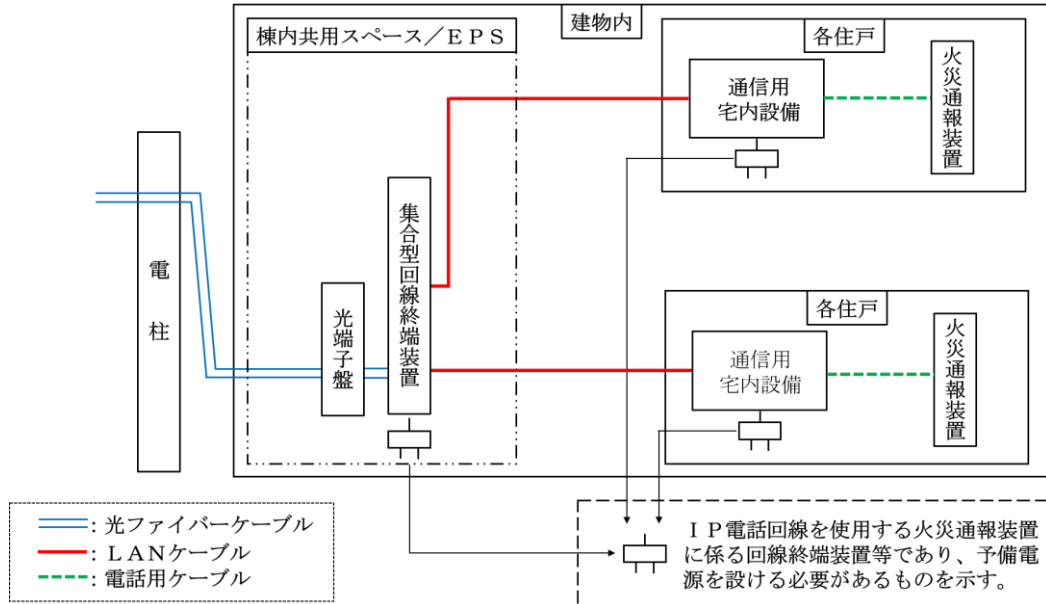 建物内
棟内共用スペース／ＥＰＳ
各住戸
通信用
宅内設備
火災通報装置
電柱
光端子盤
集合型回線終端装置
各住戸
通信用
宅内設備
火災通報装置
：光ファイバーケーブル
：ＬＡＮケーブル
：電話用ケーブル
ＩＰ電話回線を使用する火災通報装置
に係る回線終端装置等であり、予備電
源を設ける必要があるものを示す。